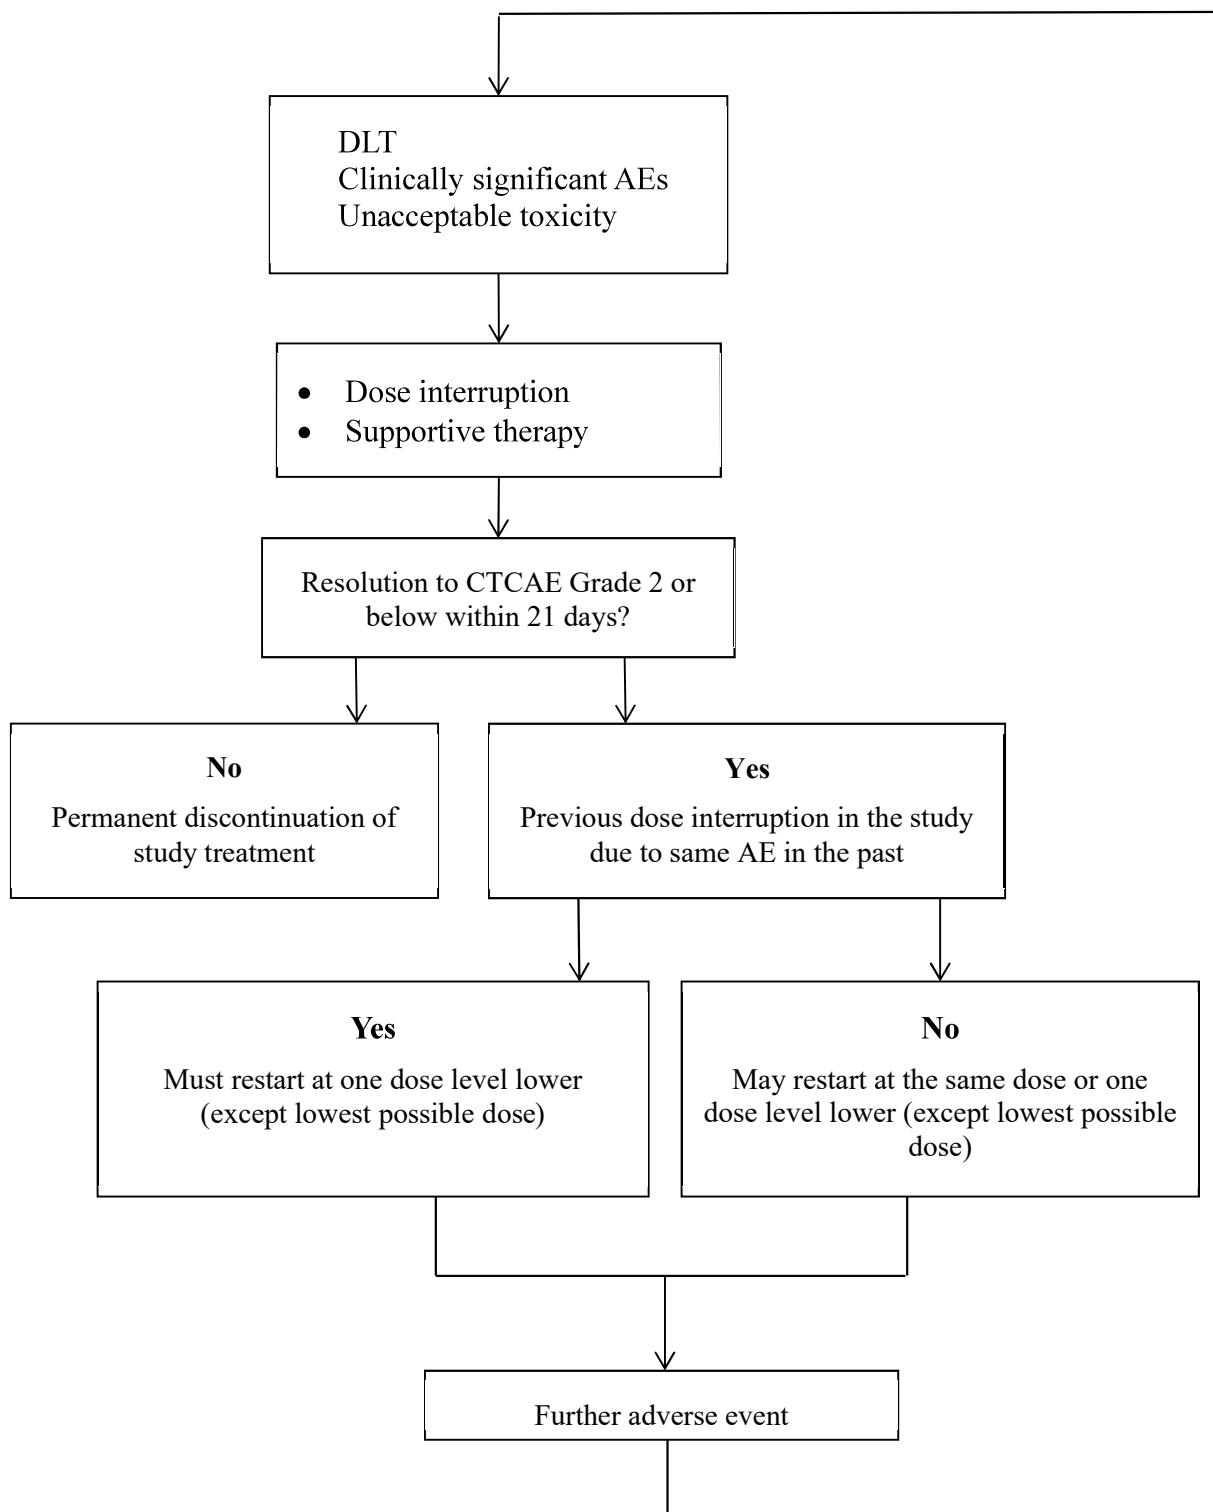 DLT
Clinically significant AEs
Unacceptable toxicity
• Dose interruption
• Supportive therapy
Resolution to CTCAE Grade 2 or
below within 21 days?
No
Permanent discontinuation of
study treatment
Yes
Previous dose interruption in the study
due to same AE in the past
Yes
Must restart at one dose level lower
(except lowest possible dose)
No
May restart at the same dose or one
dose level lower (except lowest possible
dose)
Further adverse event